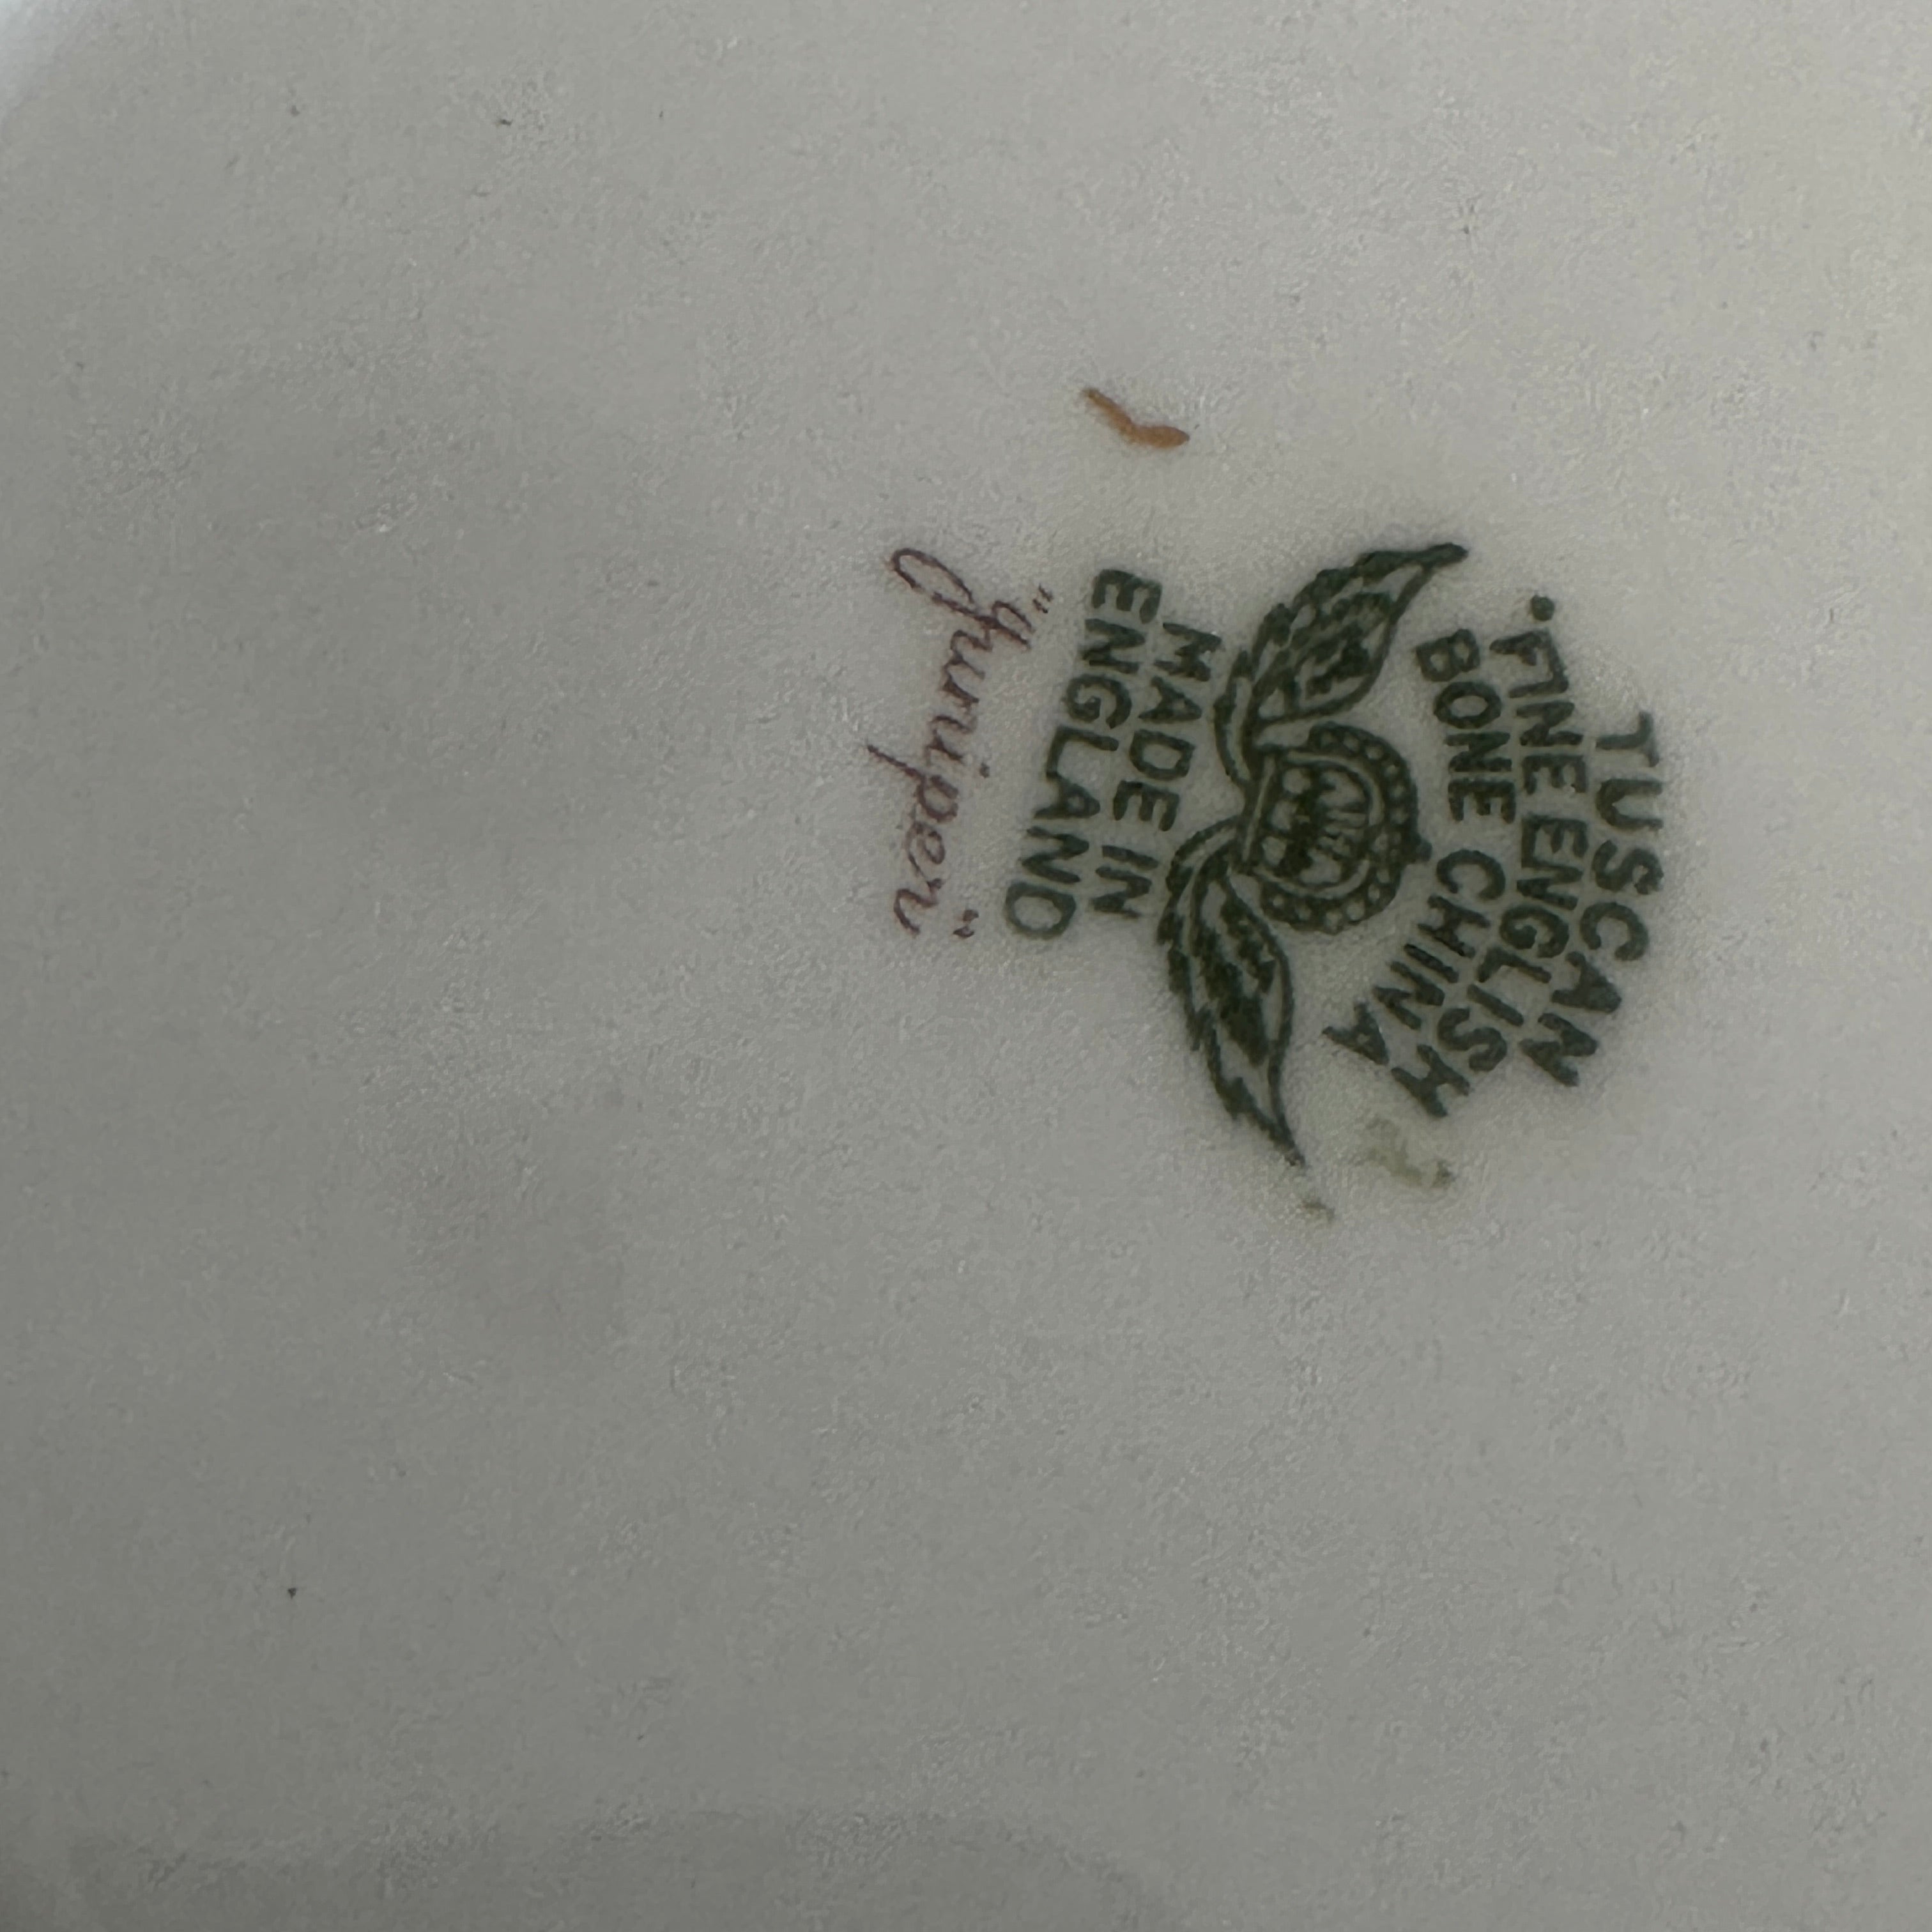 TUSCAN
FINE ENGLISH
BONE CHINA
MADE IN
ENGLAND
"Juniper"